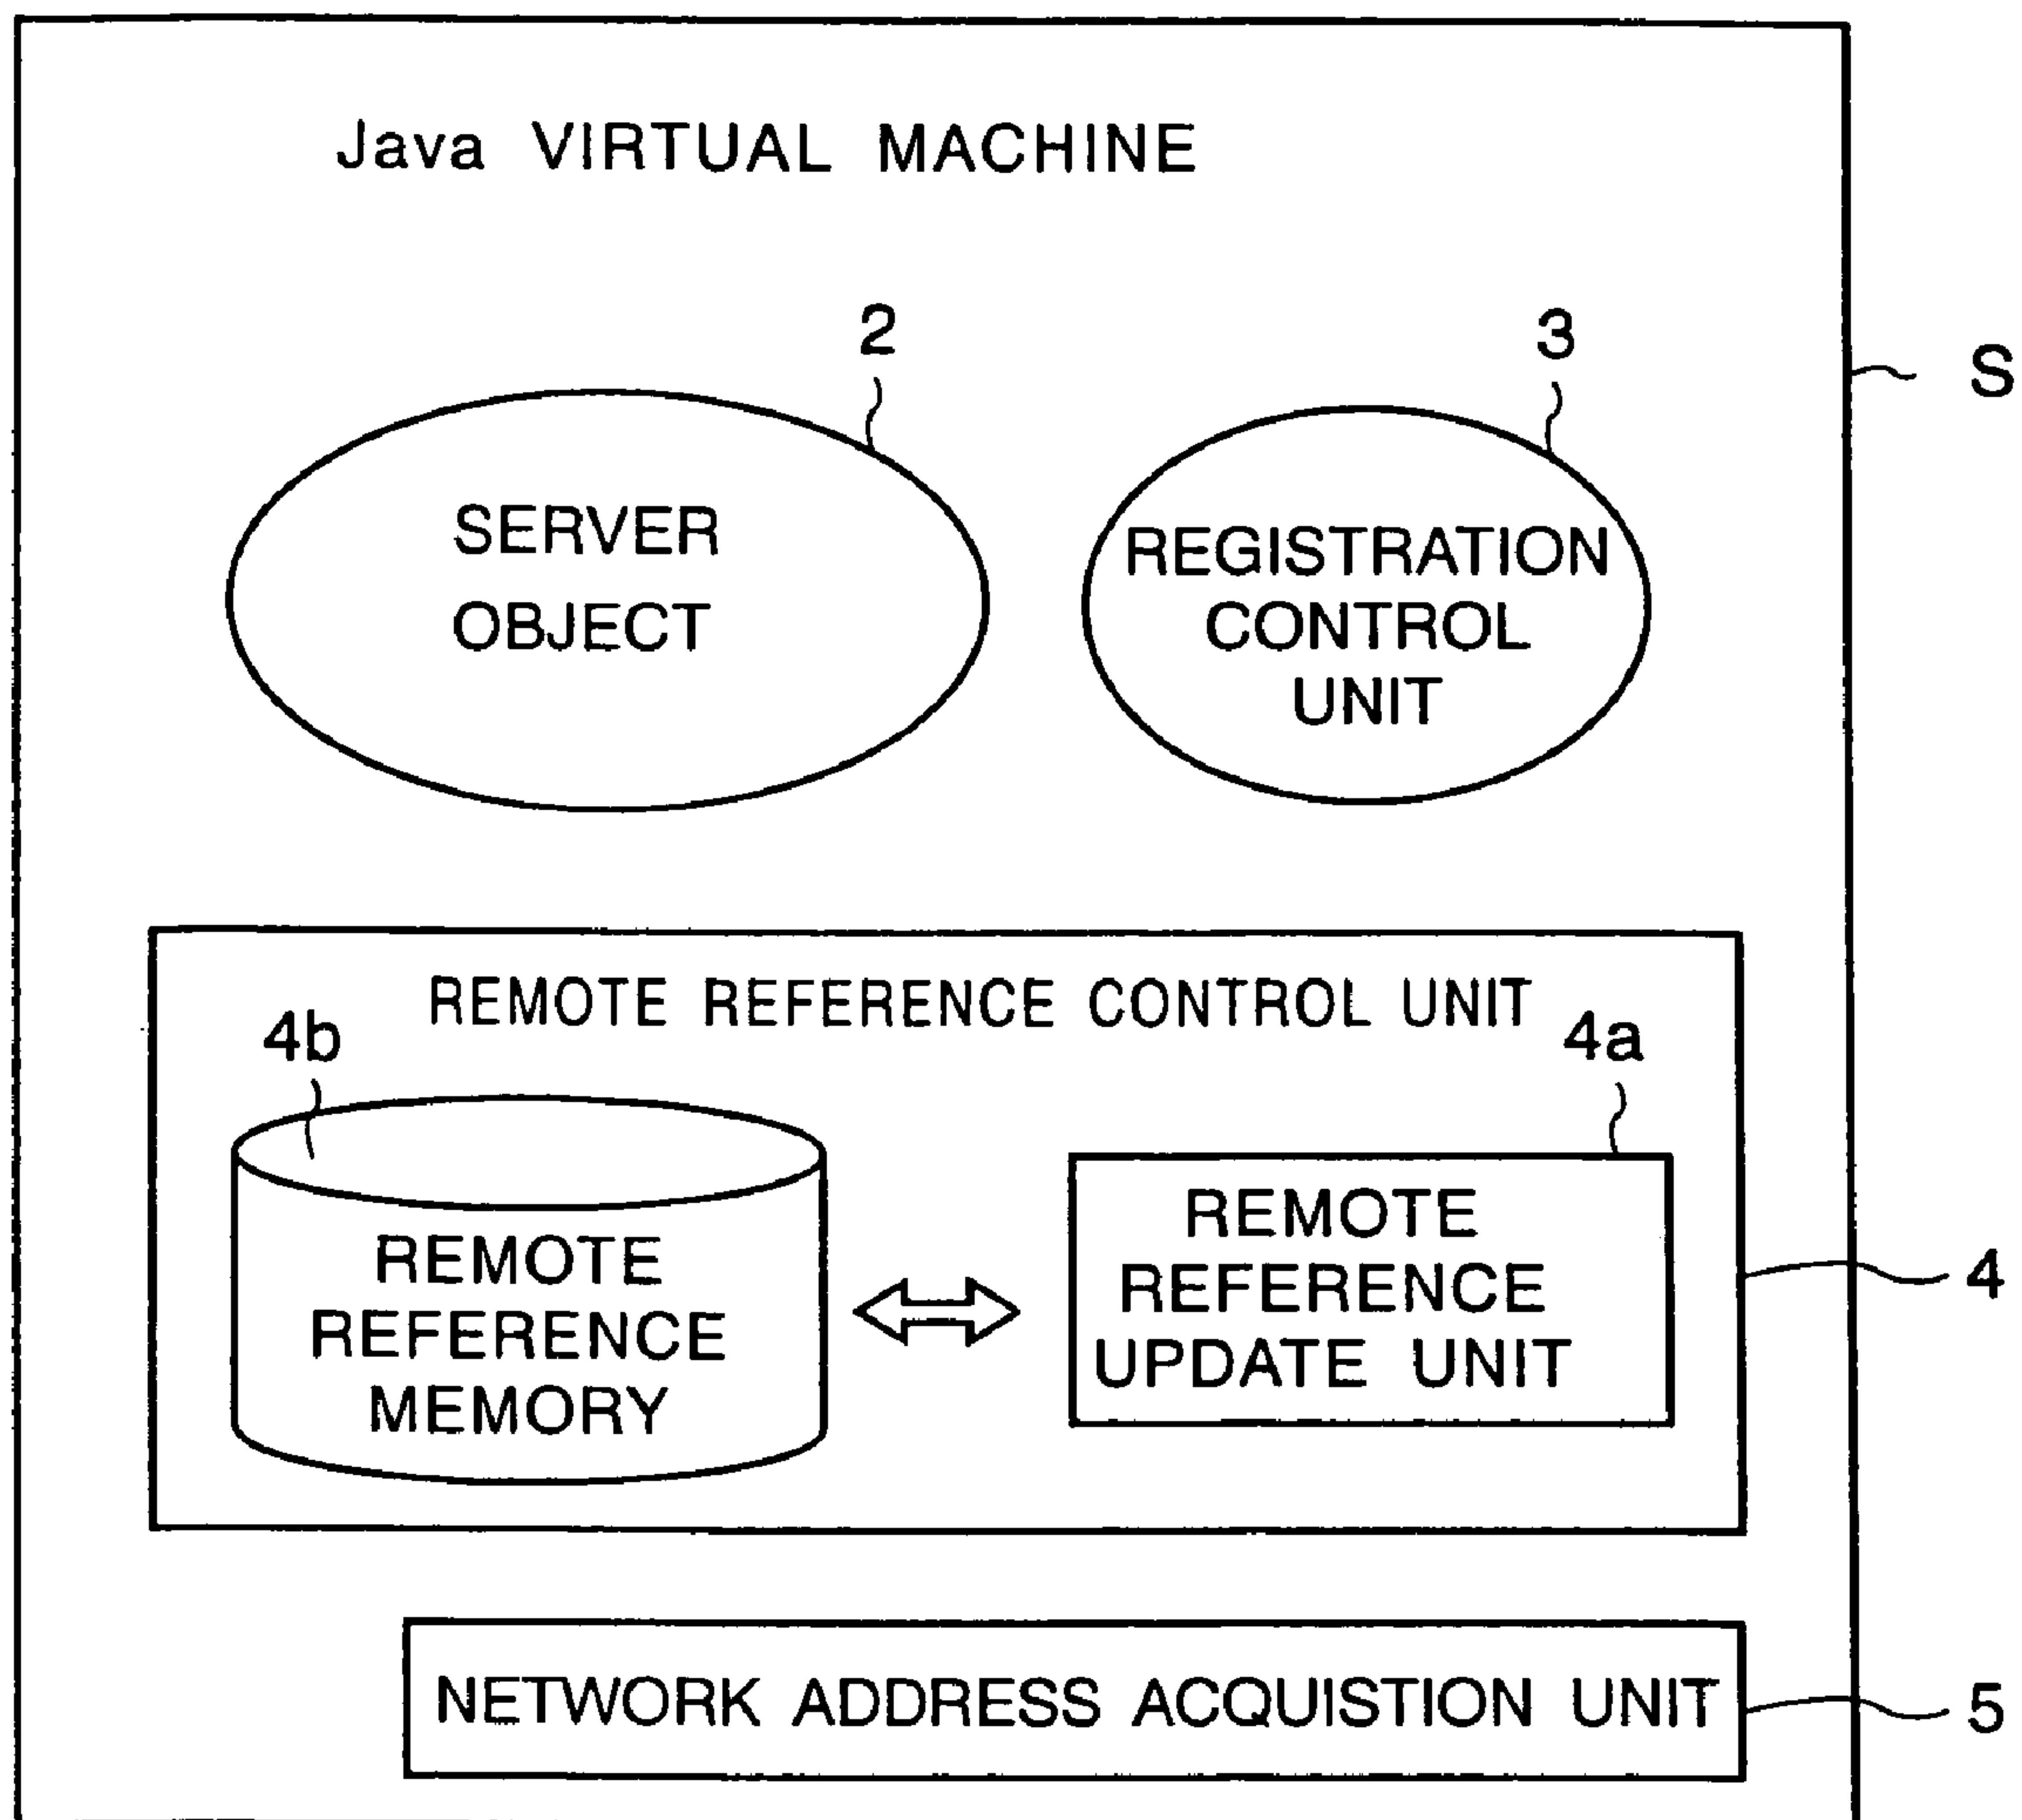 Java VIRTUAL MACHINE
2
3
S
SERVER
OBJECT
REGISTRATION
CONTROL
UNIT
REMOTE REFERENCE CONTROL UNIT
4b
4a
REMOTE
REFERENCE
MEMORY
REMOTE
REFERENCE
UPDATE UNIT
4
NETWORK ADDRESS ACQUISTION UNIT
5